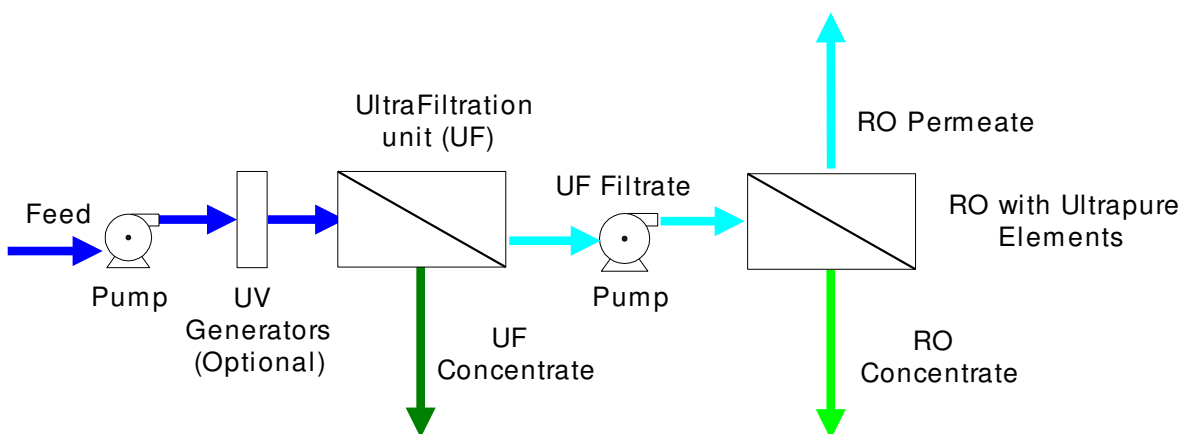 Feed
Pump
UV
Generators
(Optional)
UltraFiltration
unit (UF)
UF
Concentrate
UF Filtrate
Pump
RO Permeate
RO with Ultrapure
Elements
RO
Concentrate